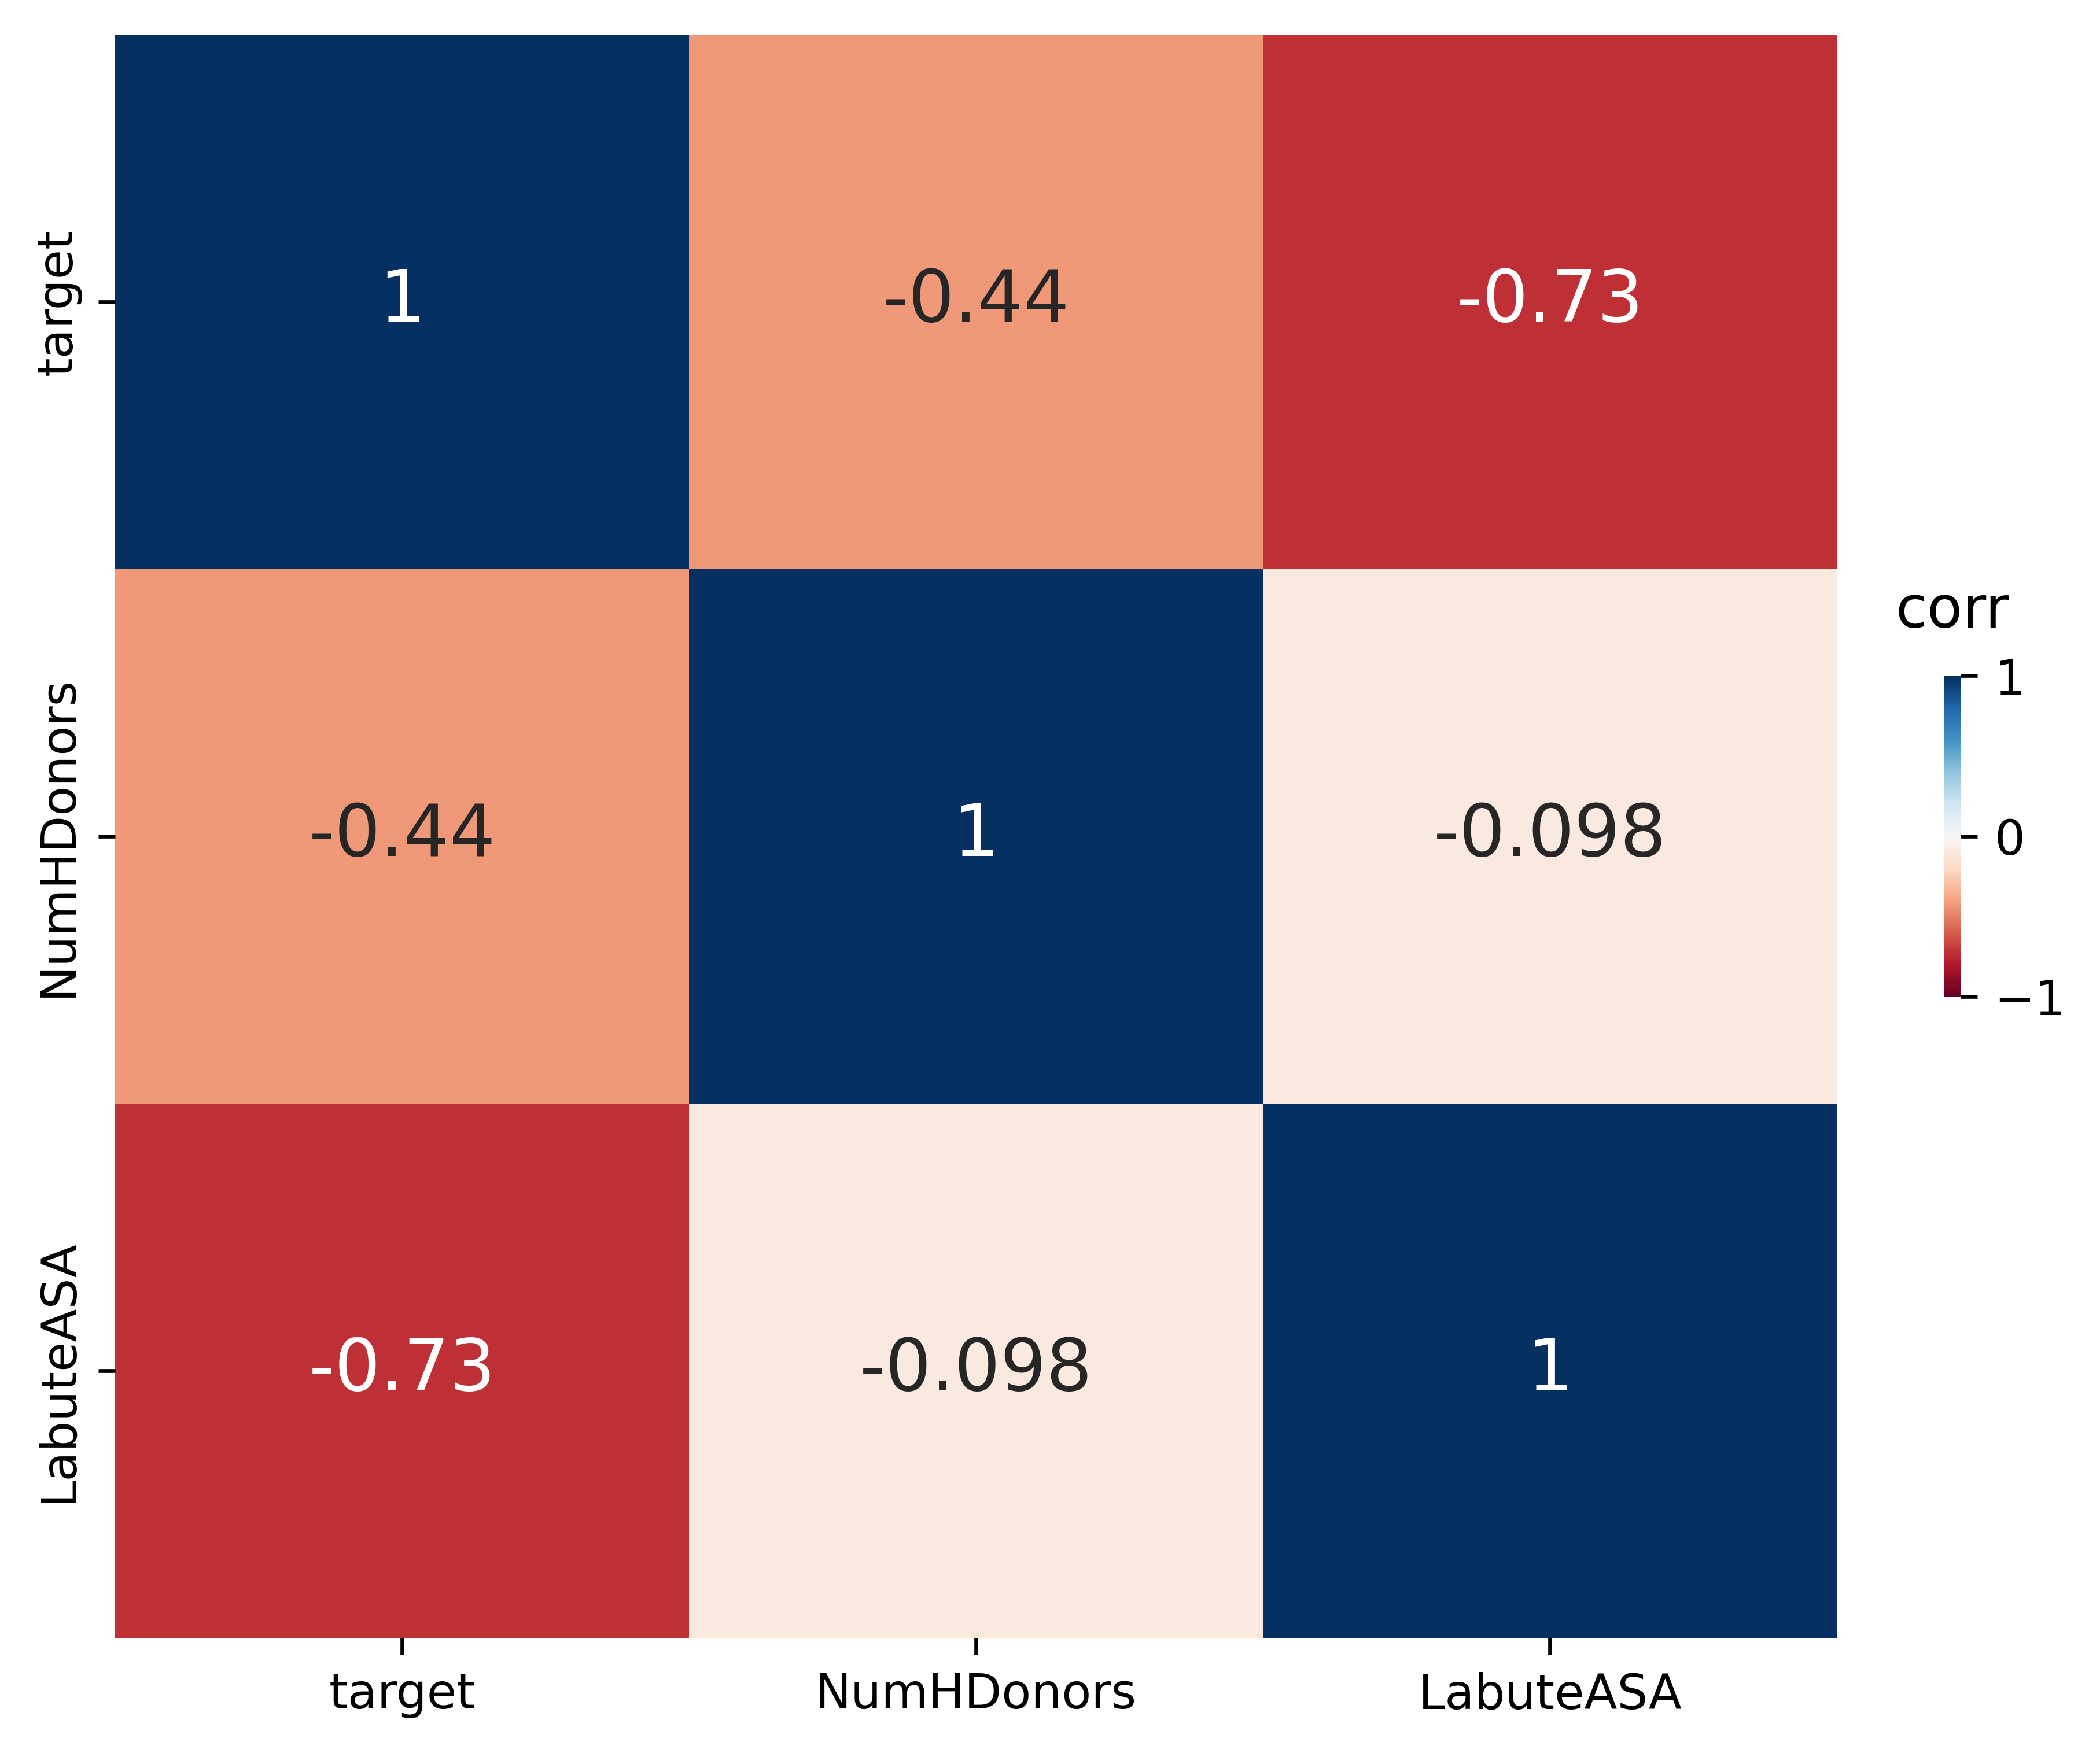 target
1
-0.44
-0.73
NumHDonors
-0.44
1
-0.098
LabuteASA
-0.73
-0.098
1
target
NumHDonors
LabuteASA
corr
1
0
−1